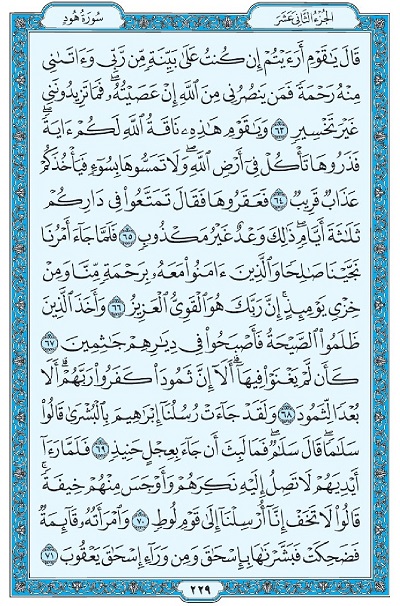 الجزء الثاني عشر
سورة هود
قَالَ يَٰقَوْمِ أَرَءَيْتُمْ إِن كُنتُ عَلَىٰ بَيِّنَةٍ مِّن رَّبِّى وَءَاتَىٰنِى
مِنْهُ رَحْمَةً فَمَن يَنصُرُنِى مِنَ ٱللَّهِ إِنْ عَصَيْتُهُۥ ۖ فَمَا تَزِيدُونَنِى
غَيْرَ تَخْسِيرٍ ٦٣ وَيَٰقَوْمِ هَٰذِهِۦ نَاقَةُ ٱللَّهِ لَكُمْ ءَايَةً ۖ
فَذَرُوهَا تَأْكُلْ فِىٓ أَرْضِ ٱللَّهِ ۖ وَلَا تَمَسُّوهَا بِسُوٓءٍ فَيَأْخُذَكُمْ
عَذَابٌ قَرِيبٌ ٦٤ فَعَقَرُوهَا فَقَالَ تَمَتَّعُوا۟ فِى دَارِكُمْ
ثَلَٰثَةَ أَيَّامٍ ۖ ذَٰلِكَ وَعْدٌ غَيْرُ مَكْذُوبٍ ٦٥ فَلَمَّا جَآءَ أَمْرُنَا
نَجَّيْنَا صَٰلِحًا وَٱلَّذِينَ ءَامَنُوا۟ مَعَهُۥ بِرَحْمَةٍ مِّنَّا وَمِنْ
خِزْىِ يَوْمِئِذٍ ۗ إِنَّ رَبَّكَ هُوَ ٱلْقَوِىُّ ٱلْعَزِيزُ ٦٦ وَأَخَذَ ٱلَّذِينَ
ظَلَمُوا۟ ٱلصَّيْحَةُ فَأَصْبَحُوا۟ فِى دِيَٰرِهِمْ جَٰثِمِينَ ٦٧
كَأَن لَّمْ يَغْنَوْا۟ فِيهَآ ۗ أَلَآ إِنَّ ثَمُودَا۟ كَفَرُوا۟ رَبَّهُمْ ۗ أَلَا
بُعْدًا لِّثَمُودَ ٦٨ وَلَقَدْ جَآءَتْ رُسُلُنَآ إِبْرَٰهِيمَ بِٱلْبُشْرَىٰ قَالُوا۟
سَلَٰمًا ۖ قَالَ سَلَٰمٌ ۖ فَمَا لَبِثَ أَن جَآءَ بِعِجْلٍ حَنِيذٍ ٦٩ فَلَمَّا رَءَآ
أَيْدِيَهُمْ لَا تَصِلُ إِلَيْهِ نَكِرَهُمْ وَأَوْجَسَ مِنْهُمْ خِيفَةً ۚ
قَالُوا۟ لَا تَخَفْ إِنَّآ أُرْسِلْنَآ إِلَىٰ قَوْمِ لُوطٍ ٧٠ وَٱمْرَأَتُهُۥ قَآئِمَةٌ
فَضَحِكَتْ فَبَشَّرْنَٰهَا بِإِسْحَٰقَ وَمِن وَرَآءِ إِسْحَٰقَ يَعْقُوبَ ٧١
٢٢٩